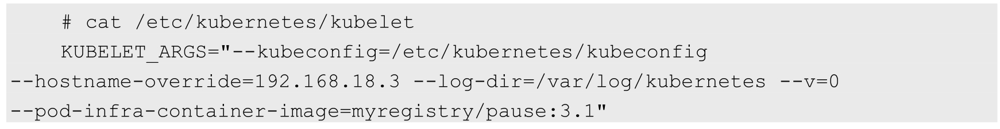 # cat /etc/kubernetes/kubelet
KUBELET_ARGS="--kubeconfig=/etc/kubernetes/kubeconfig
--hostname-override=192.168.18.3 --log-dir=/var/log/kubernetes --v=0
--pod-infra-container-image=myregistry/pause:3.1"